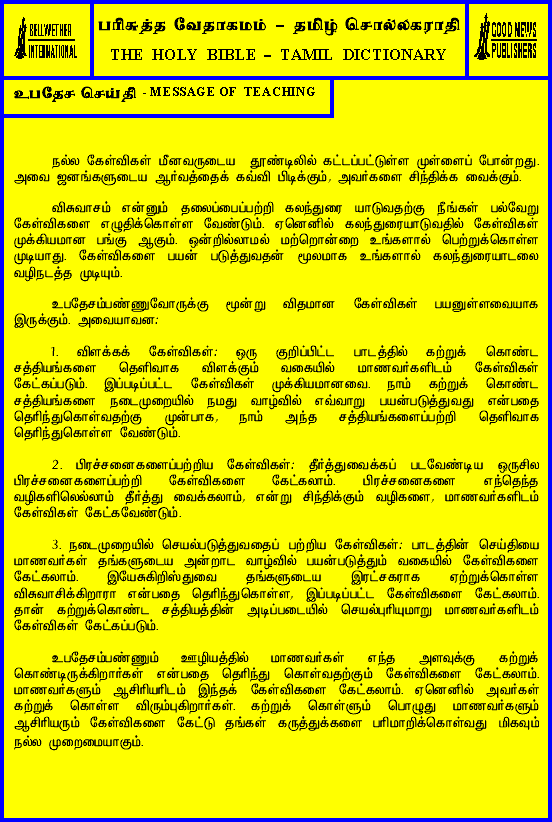 BELLWETHER
INTERNATIONAL
பரிசுத்த வேதாகமம் – தமிழ் சொல்லகராதி
THE HOLY BIBLE – TAMIL DICTIONARY
GOOD NEWS
PUBLISHERS
உபதேச செய்தி - MESSAGE OF TEACHING
நல்ல கேள்விகள் மீனவருடைய தூண்டிலில் கட்டப்பட்டுள்ள முள்ளைப் போன்றது.
அவை ஜனங்களுடைய ஆர்வத்தைக் கவ்வி பிடிக்கும், அவர்களை சிந்திக்க வைக்கும்.
விசுவாசம் என்னும் தலைப்பைப்பற்றி கலந்துரை யாடுவதற்கு நீங்கள் பல்வேறு
கேள்விகளை எழுதிக்கொள்ள வேண்டும். ஏனெனில் கலந்துரையாடுவதில் கேள்விகள்
முக்கியமான பங்கு ஆகும். ஒன்றில்லாமல் மற்றொன்றை உங்களால் பெற்றுக்கொள்ள
முடியாது. கேள்விகளை பயன் படுத்துவதன் மூலமாக உங்களால் கலந்துரையாடலை
வழிநடத்த முடியும்.
உபதேசம்பண்ணுவோருக்கு மூன்று விதமான கேள்விகள் பயனுள்ளவையாக
இருக்கும். அவையாவன:
1. விளக்கக் கேள்விகள்: ஒரு குறிப்பிட்ட பாடத்தில் கற்றுக் கொண்ட
சத்தியங்களை தெளிவாக விளக்கும் வகையில் மாணவர்களிடம் கேள்விகள்
கேட்கப்படும். இப்படிப்பட்ட கேள்விகள் முக்கியமானவை. நாம் கற்றுக் கொண்ட
சத்தியங்களை நடைமுறையில் நமது வாழ்வில் எவ்வாறு பயன்படுத்துவது என்பதை
தெரிந்துகொள்வதற்கு முன்பாக, நாம் அந்த சத்தியங்களைப்பற்றி தெளிவாக
தெரிந்துகொள்ள வேண்டும்.
2. பிரச்சனைகளைப்பற்றிய கேள்விகள்: தீர்த்துவைக்கப் படவேண்டிய ஒருசில
பிரச்சனைகளைப்பற்றி கேள்விகளை கேட்கலாம். பிரச்சனைகளை எந்தெந்த
வழிகளிலெல்லாம் தீர்த்து வைக்கலாம், என்று சிந்திக்கும் வழிகளை, மாணவர்களிடம்
கேள்விகள் கேட்கவேண்டும்.
3. நடைமுறையில் செயல்படுத்துவதைப் பற்றிய கேள்விகள்: பாடத்தின் செய்தியை
மாணவர்கள் தங்களுடைய அன்றாட வாழ்வில் பயன்படுத்தும் வகையில் கேள்விகளை
கேட்கலாம். இயேசுகிறிஸ்துவை தங்களுடைய இரட்சகராக ஏற்றுக்கொள்ள
விசுவாசிக்கிறாரா என்பதை தெரிந்துகொள்ள, இப்படிப்பட்ட கேள்விகளை கேட்கலாம்.
தான் கற்றுக்கொண்ட சத்தியத்தின் அடிப்படையில் செயல்புரியுமாறு மாணவர்களிடம்
கேள்விகள் கேட்கப்படும்.
உபதேசம்பண்ணும் ஊழியத்தில் மாணவர்கள் எந்த அளவுக்கு கற்றுக்
கொண்டிருக்கிறார்கள் என்பதை தெரிந்து கொள்வதற்கும் கேள்விகளை கேட்கலாம்.
மாணவர்களும் ஆசிரியரிடம் இந்தக் கேள்விகளை கேட்கலாம். ஏனெனில் அவர்கள்
கற்றுக் கொள்ள விரும்புகிறார்கள். கற்றுக் கொள்ளும் பொழுது மாணவர்களும்
ஆசிரியரும் கேள்விகளை கேட்டு தங்கள் கருத்துக்களை பரிமாறிக்கொள்வது மிகவும்
நல்ல முறைமையாகும்.